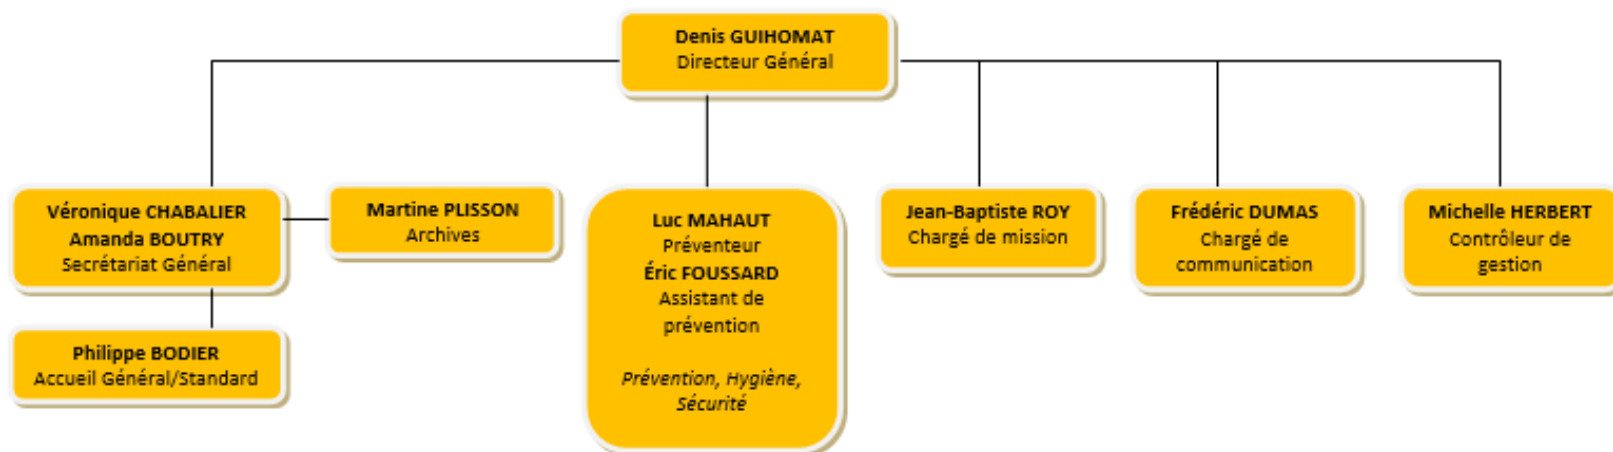 Denis GUIHOMAT
Directeur Général
Véronique CHABALIER
Amanda BOUTRY
Secrétariat Général
Martine PLISSON
Archives
Philippe BODIER
Accueil Général/Standard
Luc MAHAUT
Préventeur
Éric FOUSSARD
Assistant de
prévention
Prévention, Hygiène,
Sécurité
Jean-Baptiste ROY
Chargé de mission
Frédéric DUMAS
Chargé de
communication
Michelle HERBERT
Contrôleur de
gestion